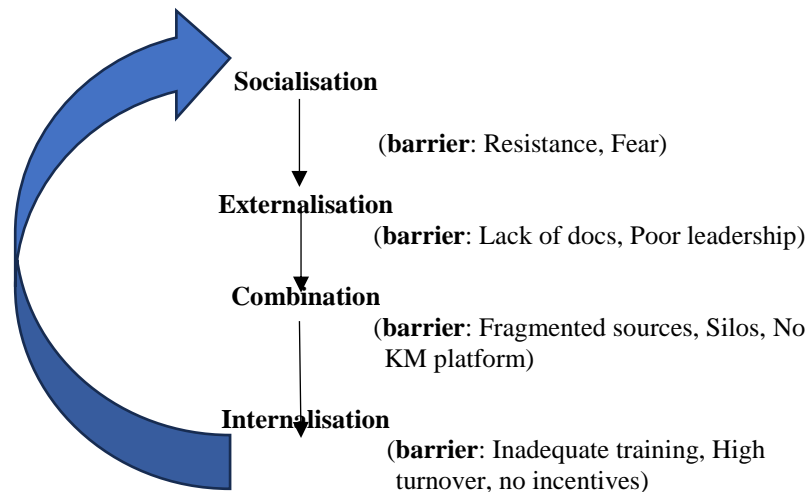 Socialisation
(barrier: Resistance, Fear)
Externalisation
(barrier: Lack of docs, Poor leadership)
Combination
(barrier: Fragmented sources, Silos, No
KM platform)
Internalisation
(barrier: Inadequate training, High
turnover, no incentives)